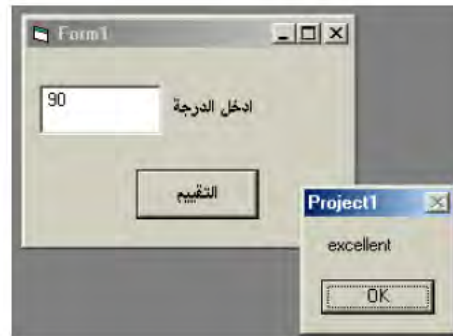 Form1
90
ادخل الدرجة
التقييم
Project1
excellent
OK